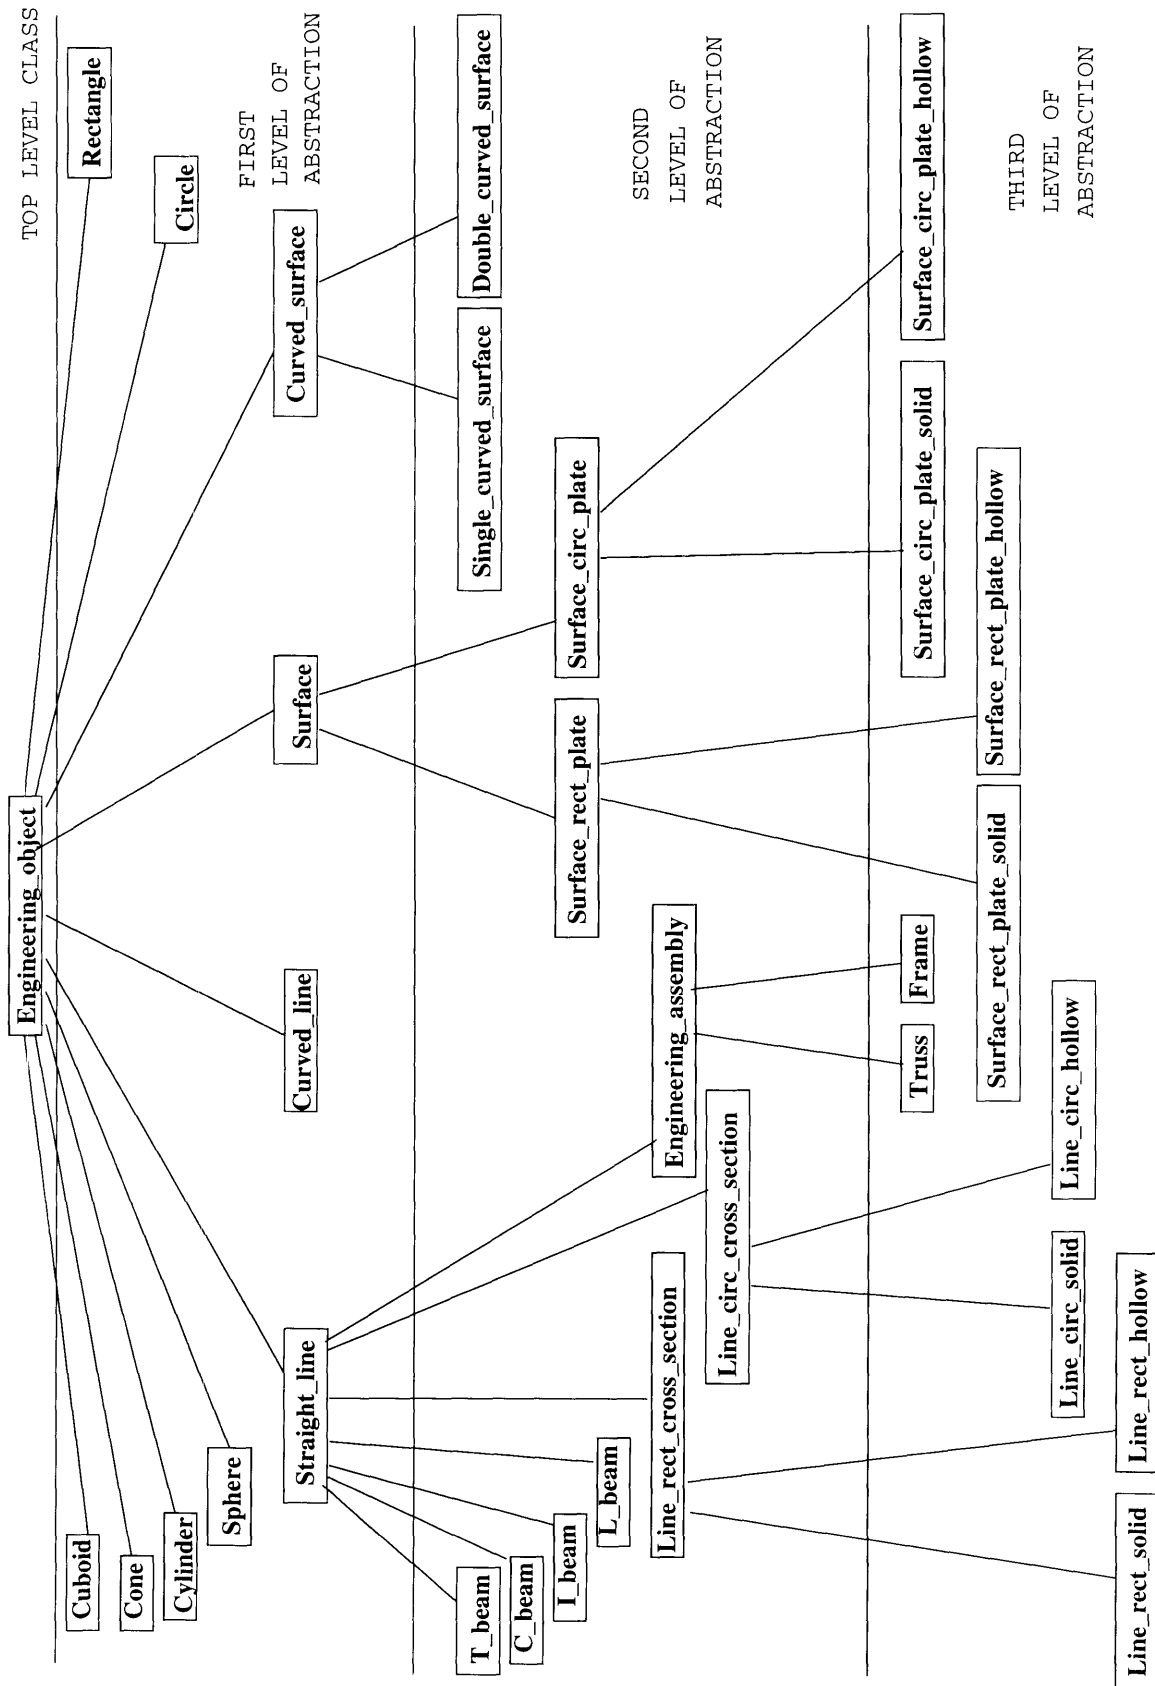 TOP LEVEL CLASS
Engineering_object
Cuboid
Rectangle
Cone
Cylinder
Circle
Sphere
FIRST
LEVEL OF
ABSTRACTION
Straight_line
Curved_line
Surface
Curved_surface
T_beam
Single_curved_surface
Double_curved_surface
C_beam
I_beam
Surface_rect_plate
Surface_circ_plate
L_beam
SECOND
LEVEL OF
ABSTRACTION
Line_rect_cross_section
Engineering_assembly
Line_circ_cross_section
Truss
Frame
Surface_circ_plate_solid
Surface_circ_plate_hollow
Surface_rect_plate_solid
Surface_rect_plate_hollow
THIRD
LEVEL OF
ABSTRACTION
Line_circ_solid
Line_circ_hollow
Line_rect_solid
Line_rect_hollow